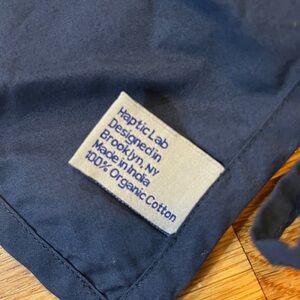 Haptic Lab
Designed in
Brooklyn, NY
Made in India
100% Organic Cotton